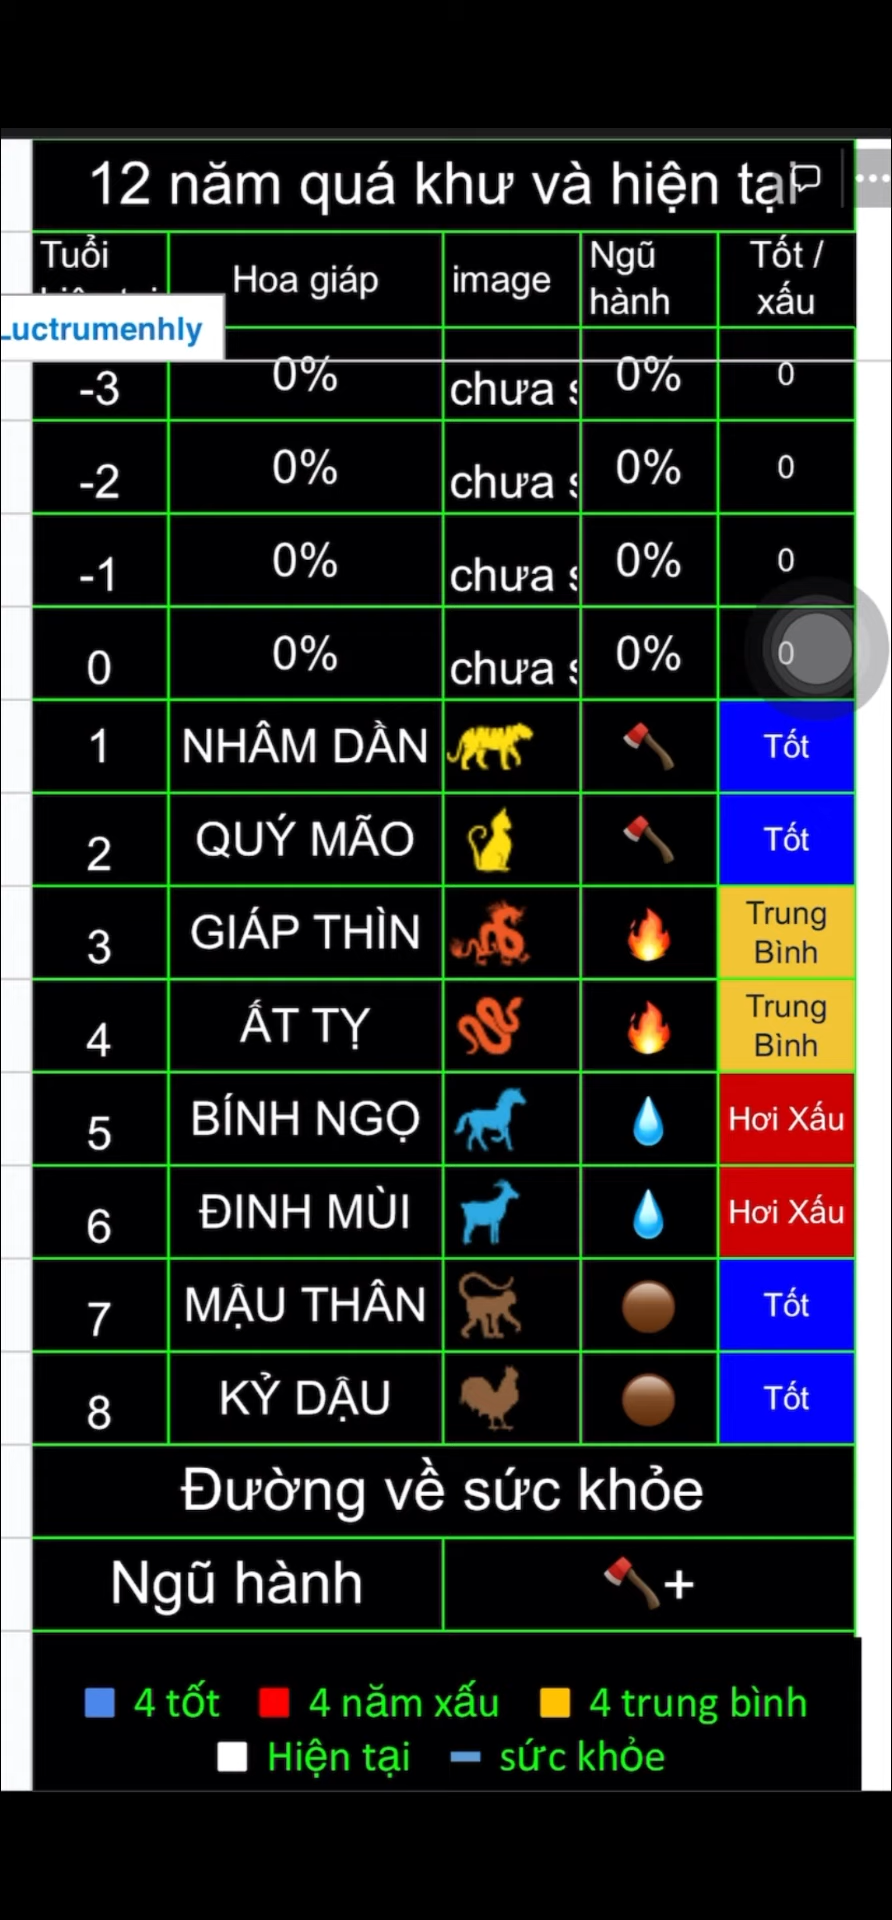 12 năm quá khư và hiện tại
Tuổi
Hoa giáp
image
Ngũ
hành
Tốt /
xấu
Luctrumenhly
-3 0% chưa 0% 0
-2 0% chưa 0% 0
-1 0% chưa 0% 0
0 0% chưa 0% 0
1 NHÂM DẦN Tốt
2 QUÝ MÃO Tốt
3 GIÁP THÌN Trung
Bình
4 ẤT TỴ Trung
Bình
5 BÍNH NGỌ Hơi Xấu
6 ĐINH MÙI Hơi Xấu
7 MẬU THÂN Tốt
8 KỶ DẬU Tốt
Đường về sức khỏe
Ngũ hành +
4 tốt 4 năm xấu 4 trung bình
Hiện tại sức khỏe